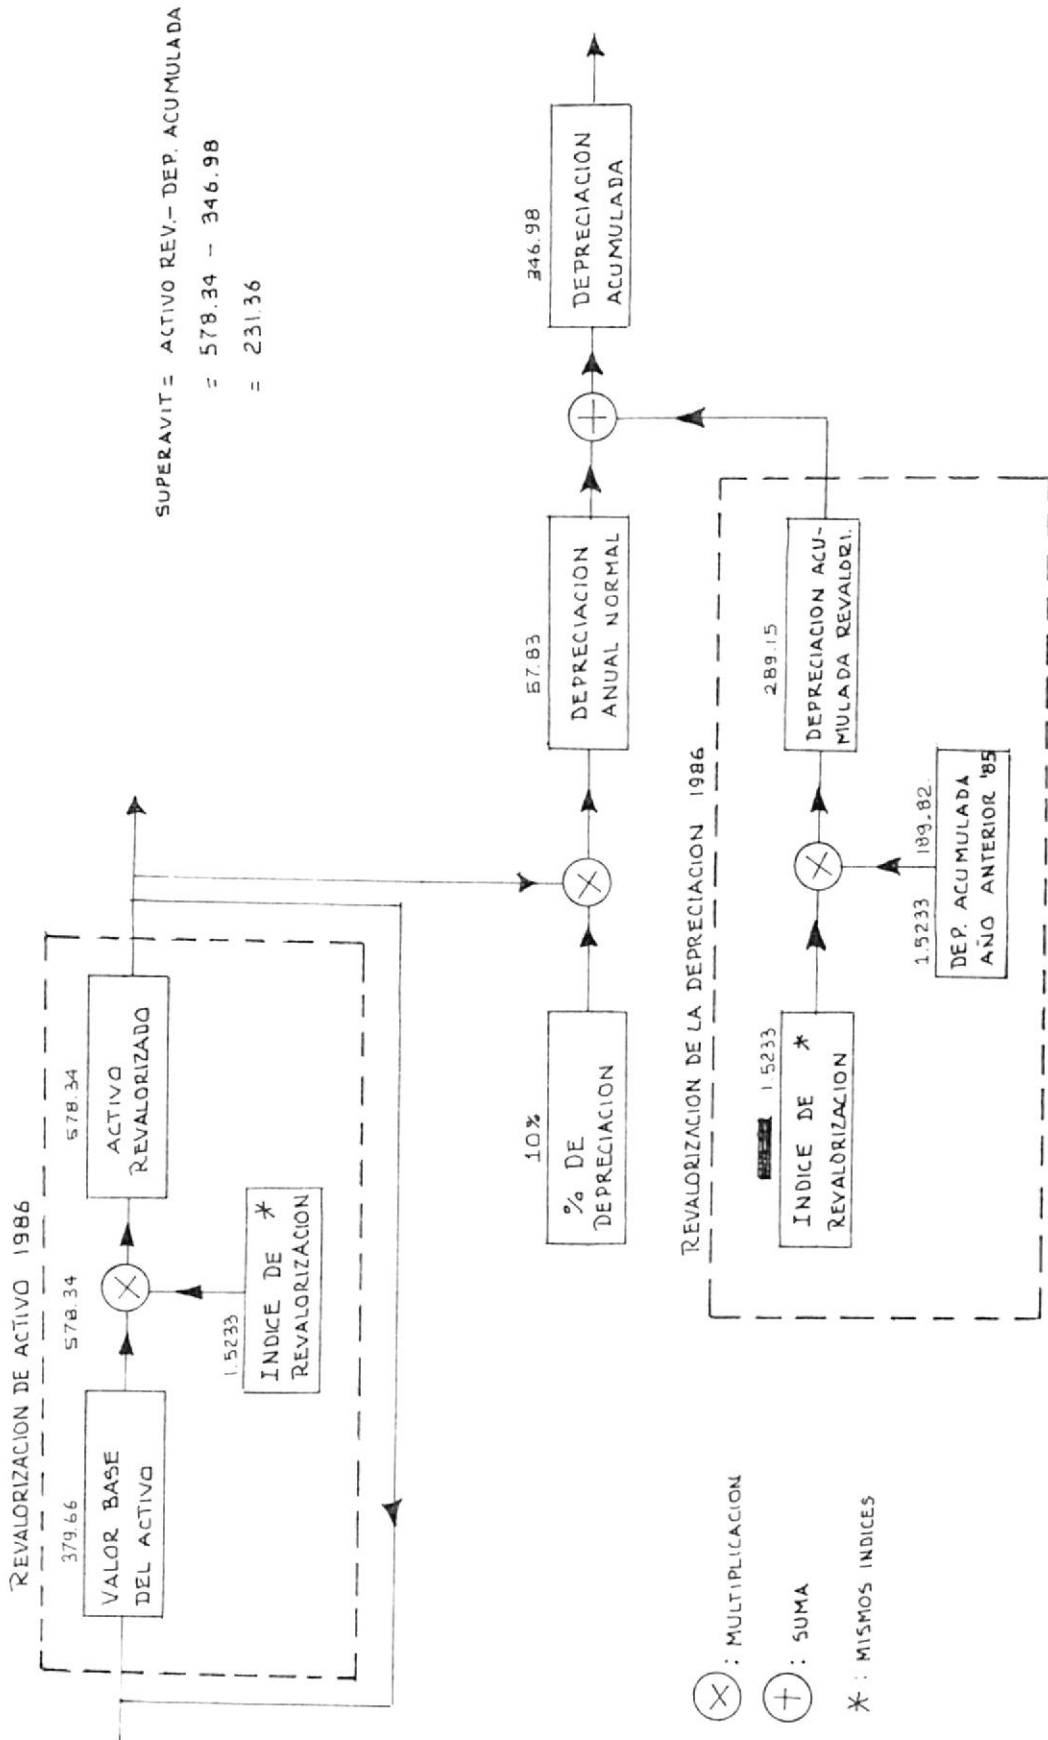 REVALORIZACION DE ACTIVO 1986
379.66
VALOR BASE
DEL ACTIVO
578.34
1.5233
INDICE DE *
REVALORIZACION
578.34
ACTIVO
REVALORIZADO
SUPERAVIT = ACTIVO REV. - DEP. ACUMULADA
= 578.34 - 346.98
= 231.36
10%
% DE
DEPRECIACION
57.83
DEPRECIACION
ANUAL NORMAL
346.98
DEPRECIACION
ACUMULADA
REVALORIZACION DE LA DEPRECIACION 1986
1.5233
INDICE DE *
REVALORIZACION
1.5233 189.82
DEP. ACUMULADA
AÑO ANTERIOR '85
289.15
DEPRECIACION ACU-
MULADA REVALORI.
× : MULTIPLICACION
+ : SUMA
* : MISMOS INDICES